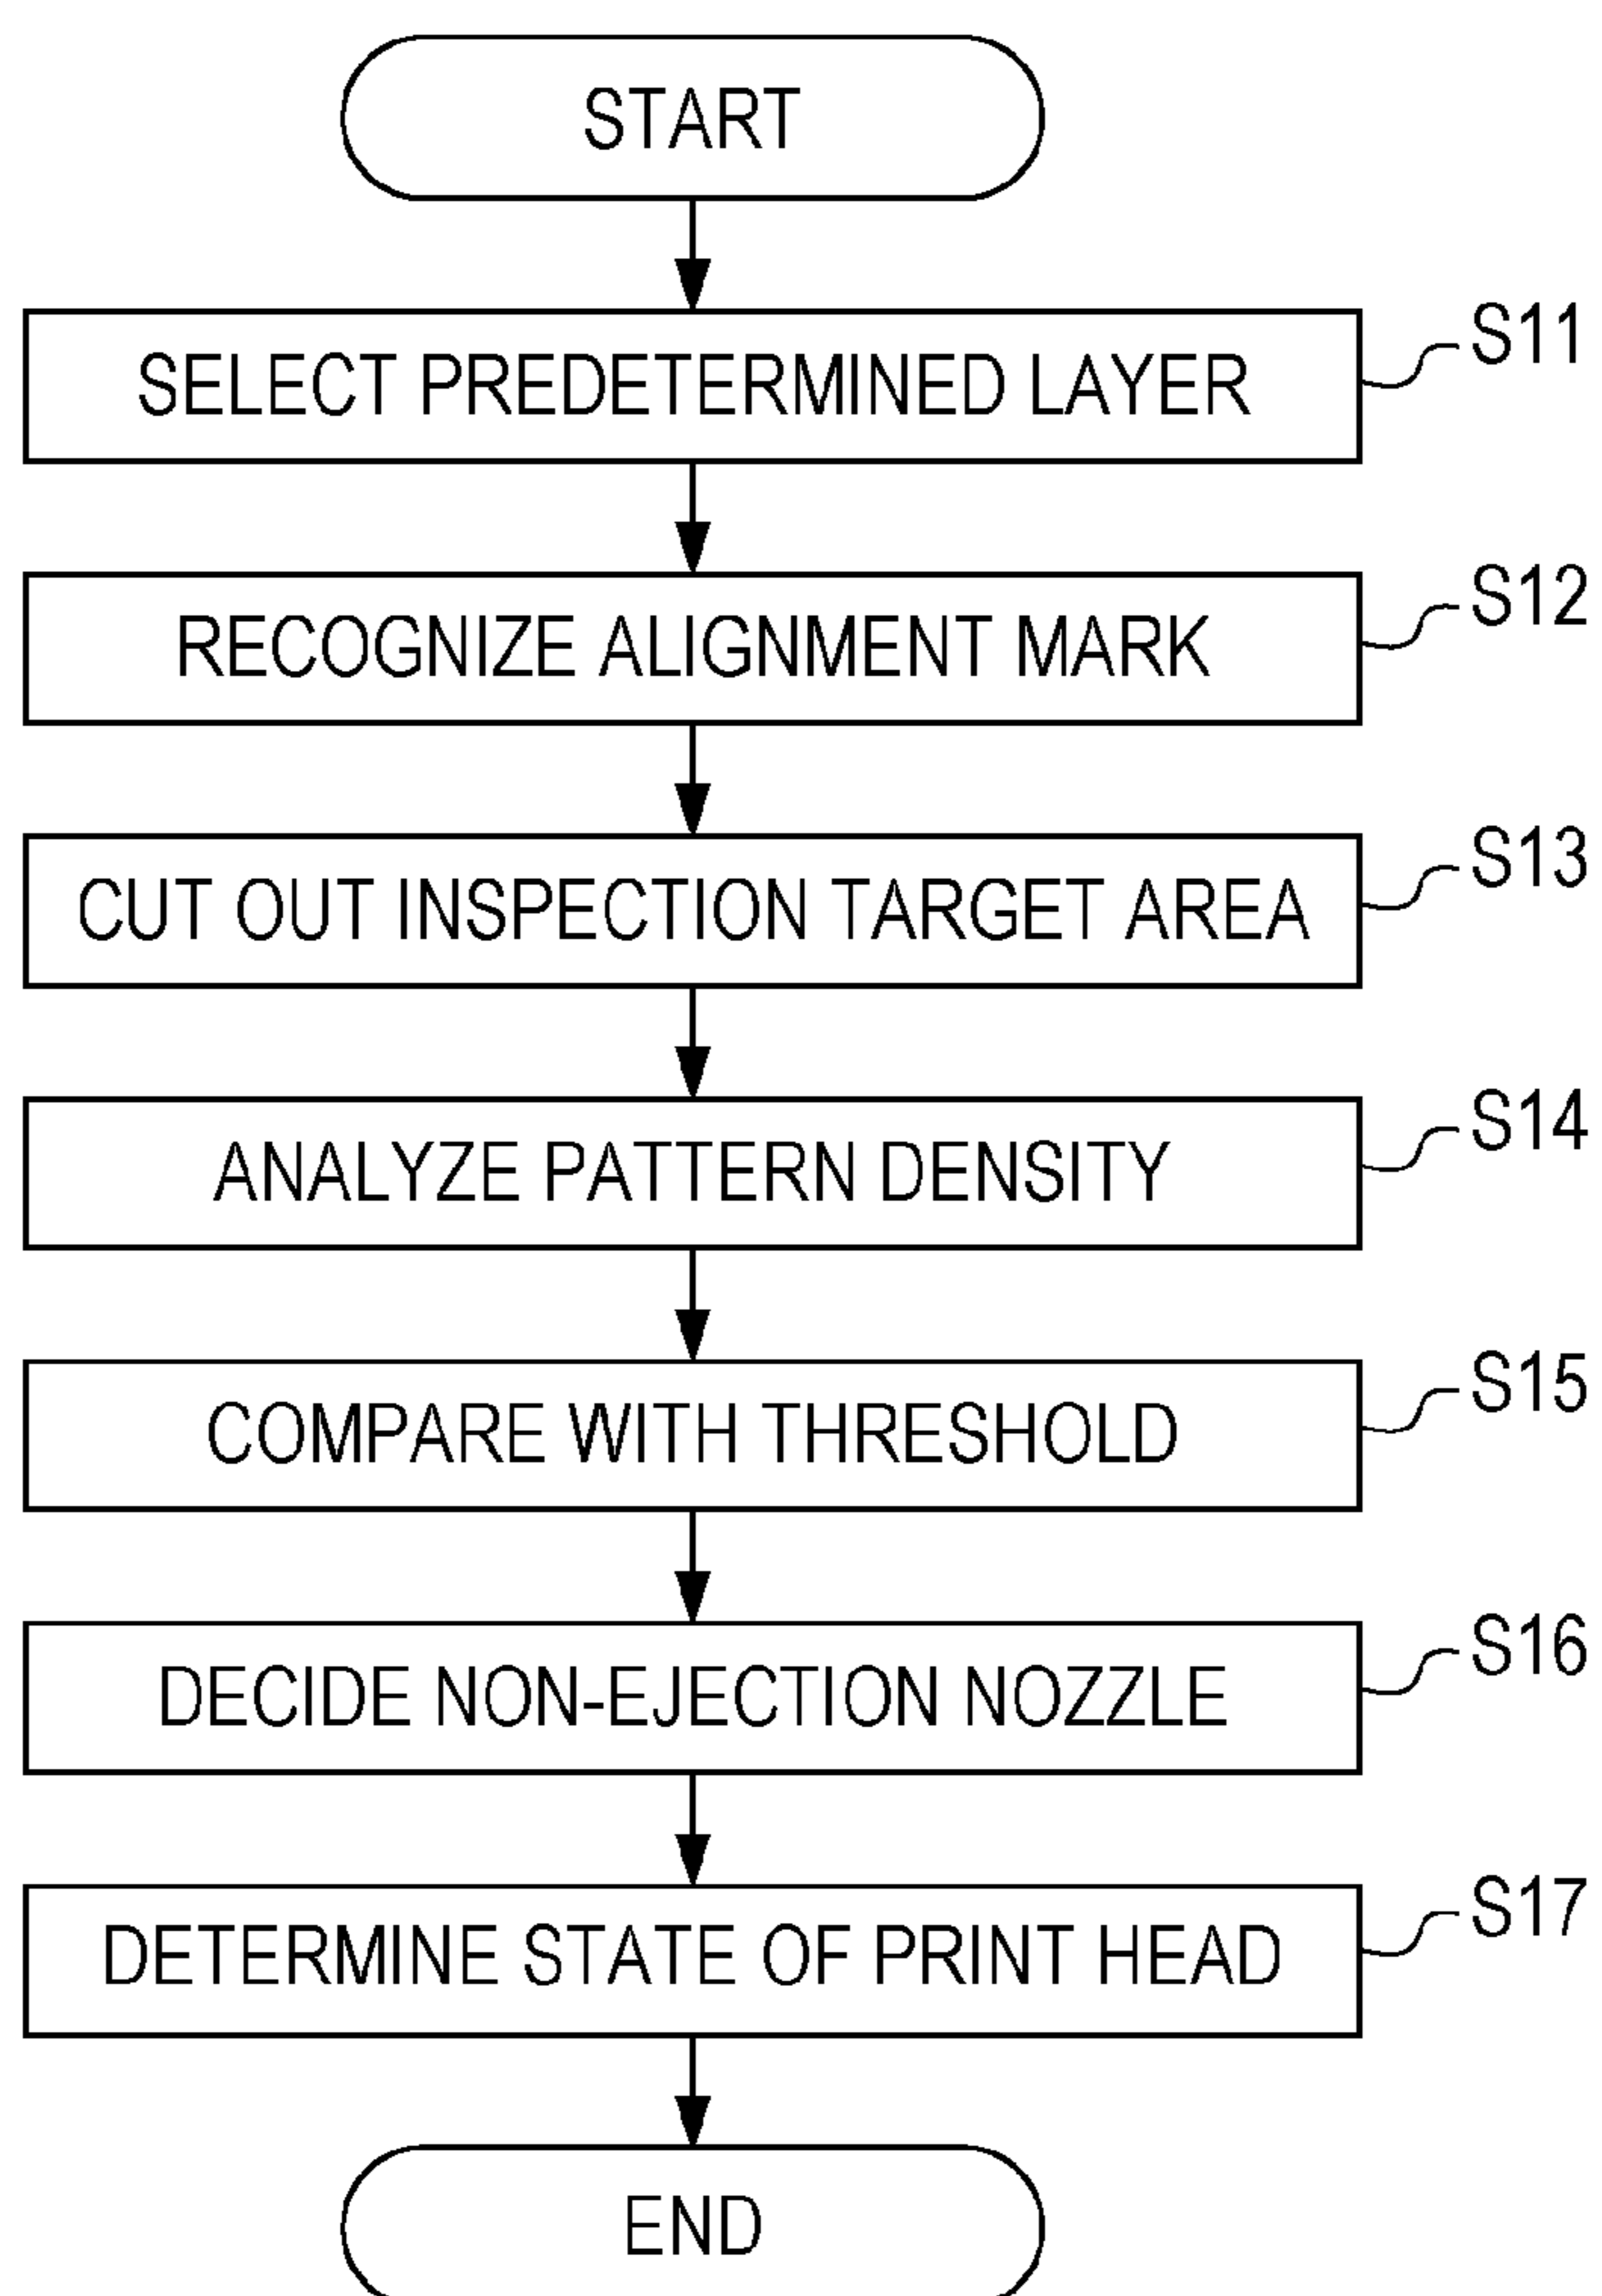 START
SELECT PREDETERMINED LAYER
S11
RECOGNIZE ALIGNMENT MARK
S12
CUT OUT INSPECTION TARGET AREA
S13
ANALYZE PATTERN DENSITY
S14
COMPARE WITH THRESHOLD
S15
DECIDE NON-EJECTION NOZZLE
S16
DETERMINE STATE OF PRINT HEAD
S17
END